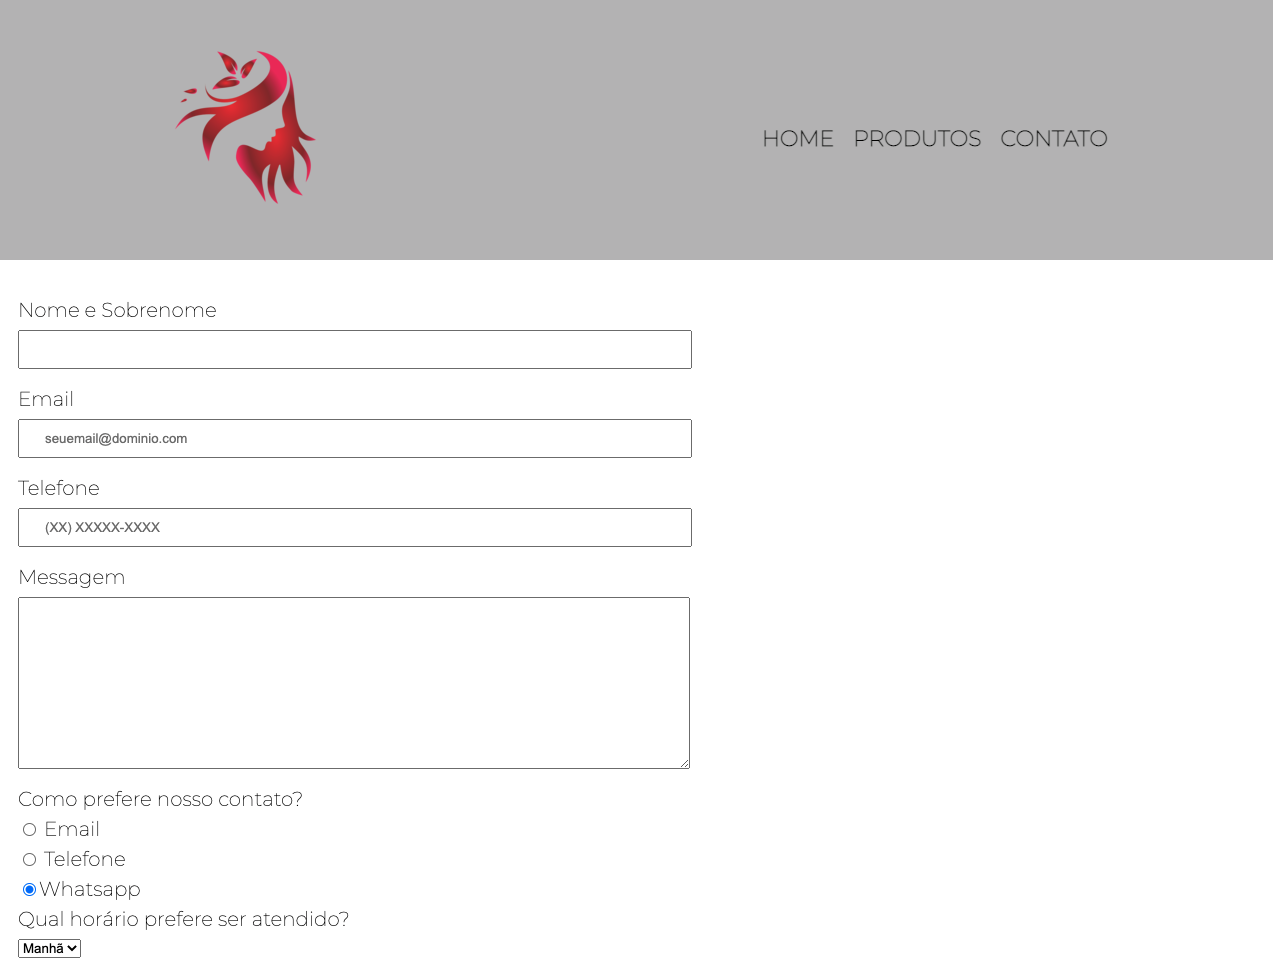 HOME PRODUTOS CONTATO
Nome e Sobrenome
Email
seuemail@dominio.com
Telefone
(XX) XXXXX-XXXX
Messagem
Como prefere nosso contato?
Email
Telefone
Whatsapp
Qual horário prefere ser atendido?
Manhã